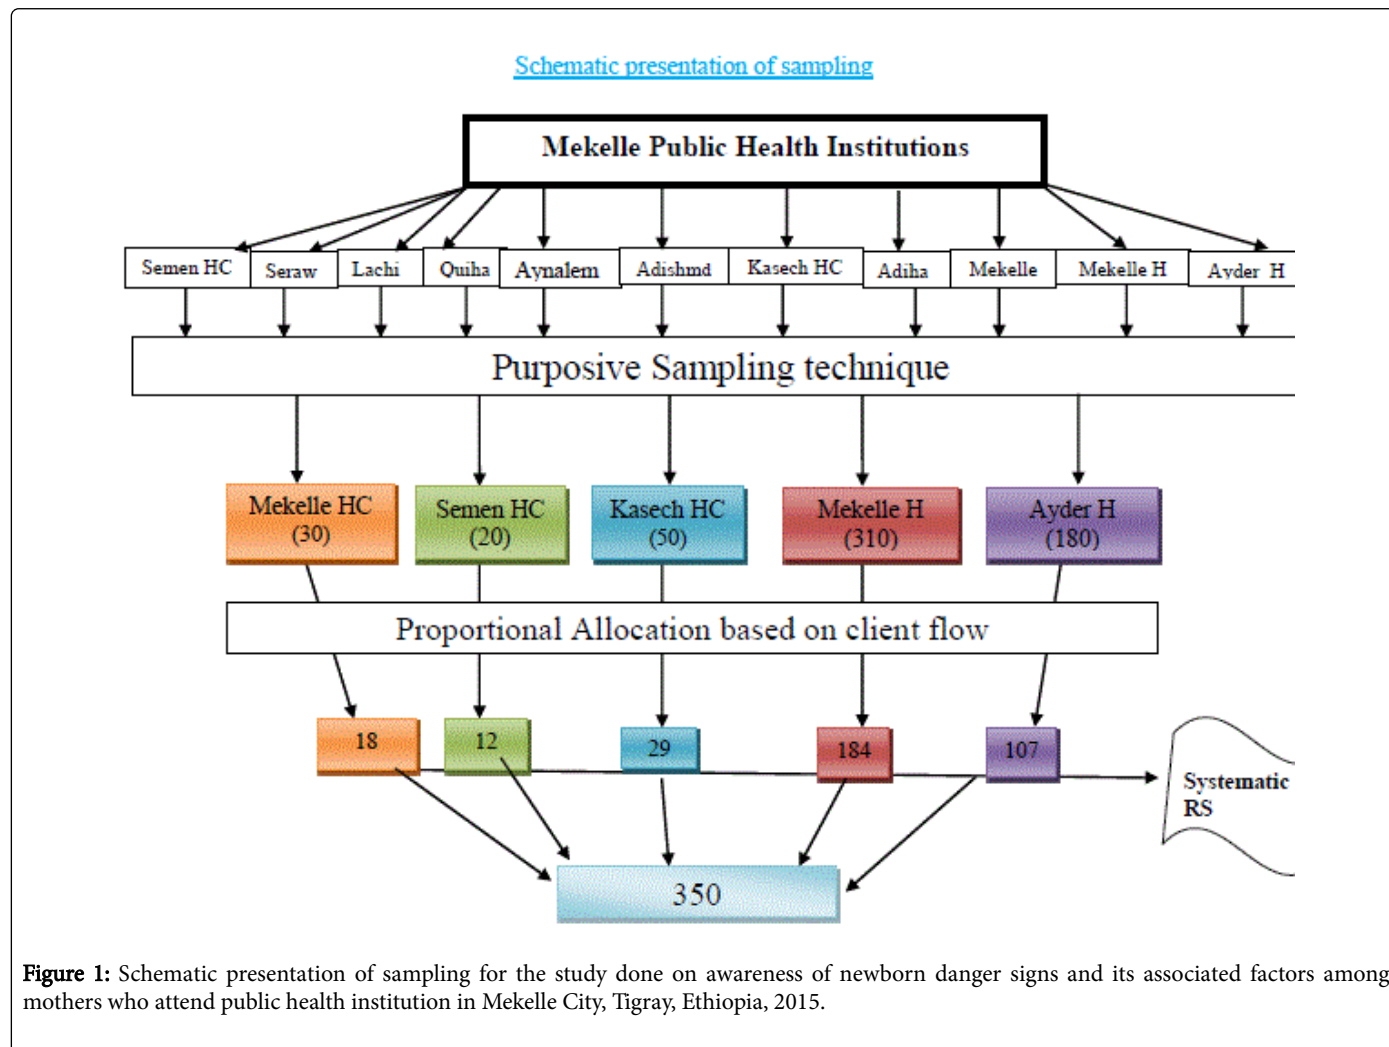 Schematic presentation of sampling
Mekelle Public Health Institutions
Semen HC
Seraw
Lachi
Quiha
Aynalem
Adishmd
Kasech HC
Adiha
Mekelle
Mekelle H
Ayder H
Purposive Sampling technique
Mekelle HC
(30)
Semen HC
(20)
Kasech HC
(50)
Mekelle H
(310)
Ayder H
(180)
Proportional Allocation based on client flow
18
12
29
184
107
Systematic
RS
350
Figure 1: Schematic presentation of sampling for the study done on awareness of newborn danger signs and its associated factors among
mothers who attend public health institution in Mekelle City, Tigray, Ethiopia, 2015.